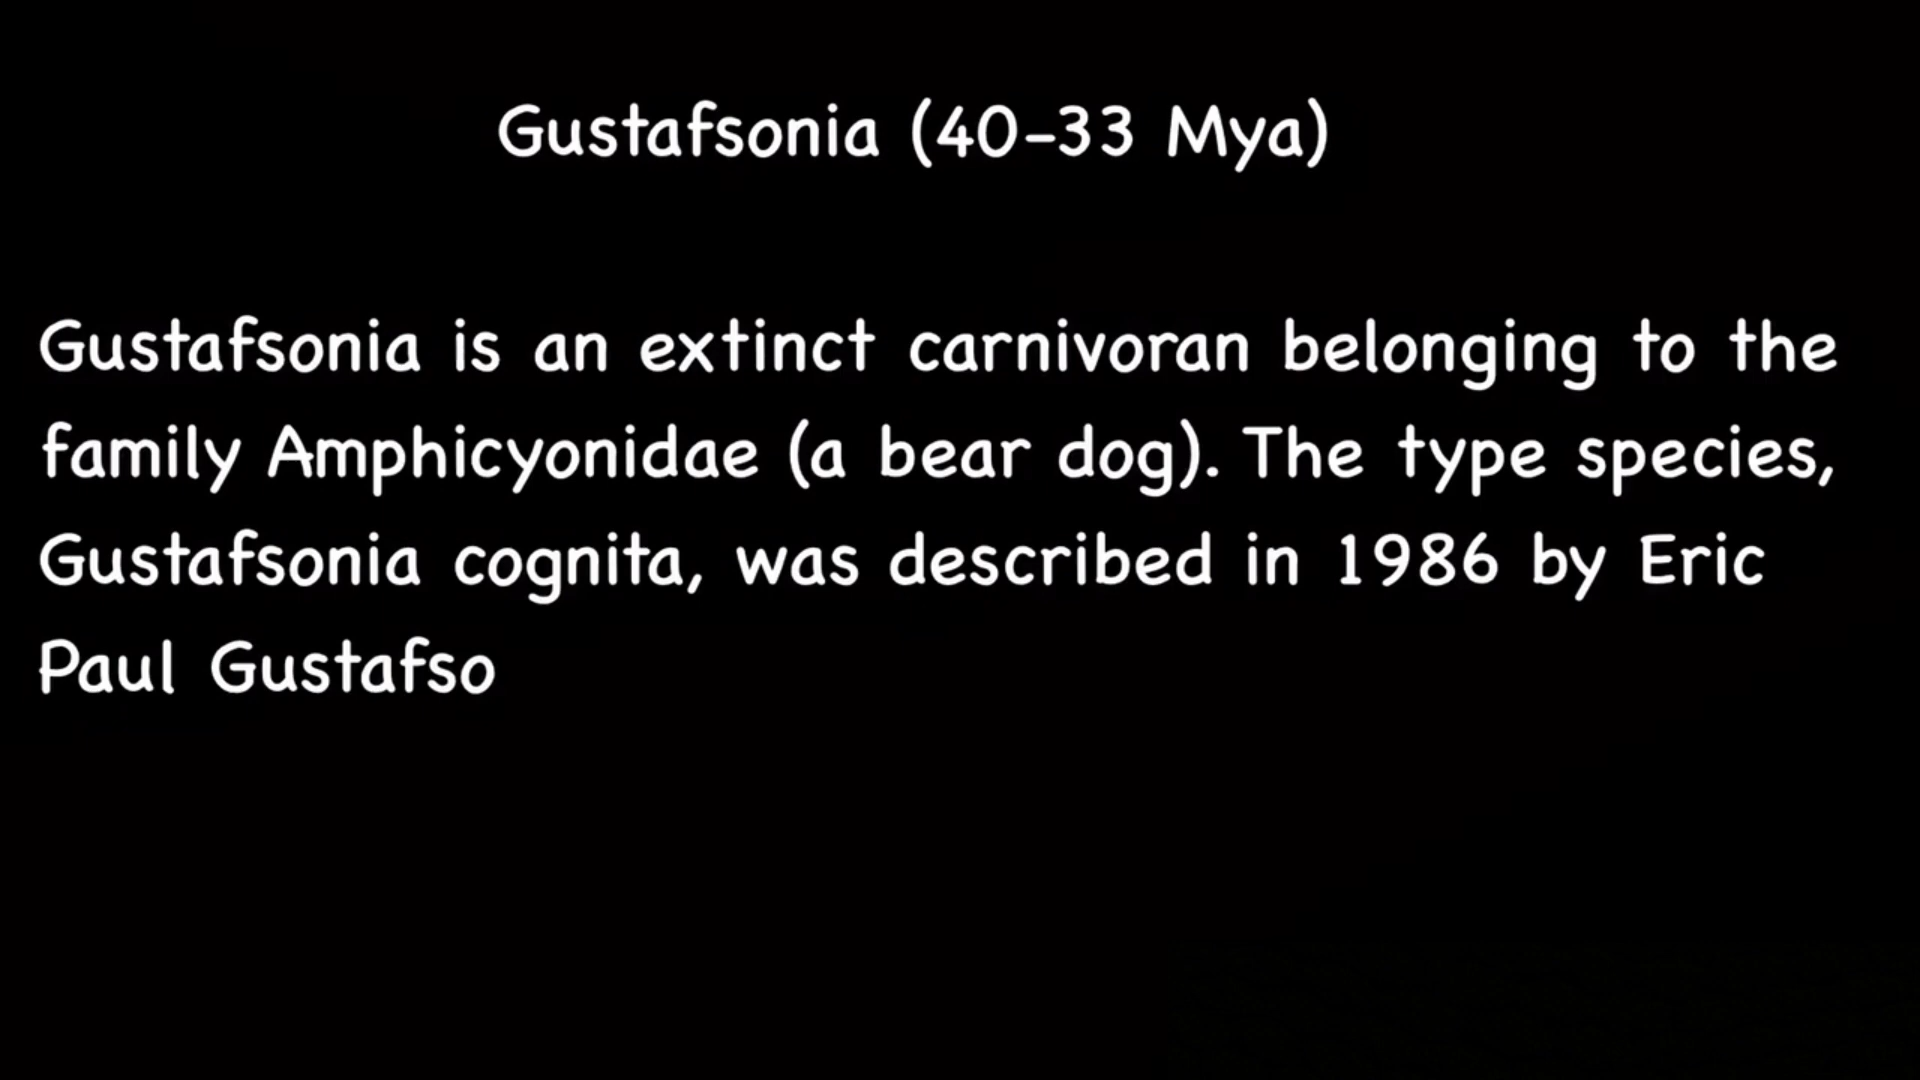 Gustafsonia (40-33 Mya)
Gustafsonia is an extinct carnivoran belonging to the
family Amphicyonidae (a bear dog). The type species,
Gustafsonia cognita, was described in 1986 by Eric
Paul Gustafso